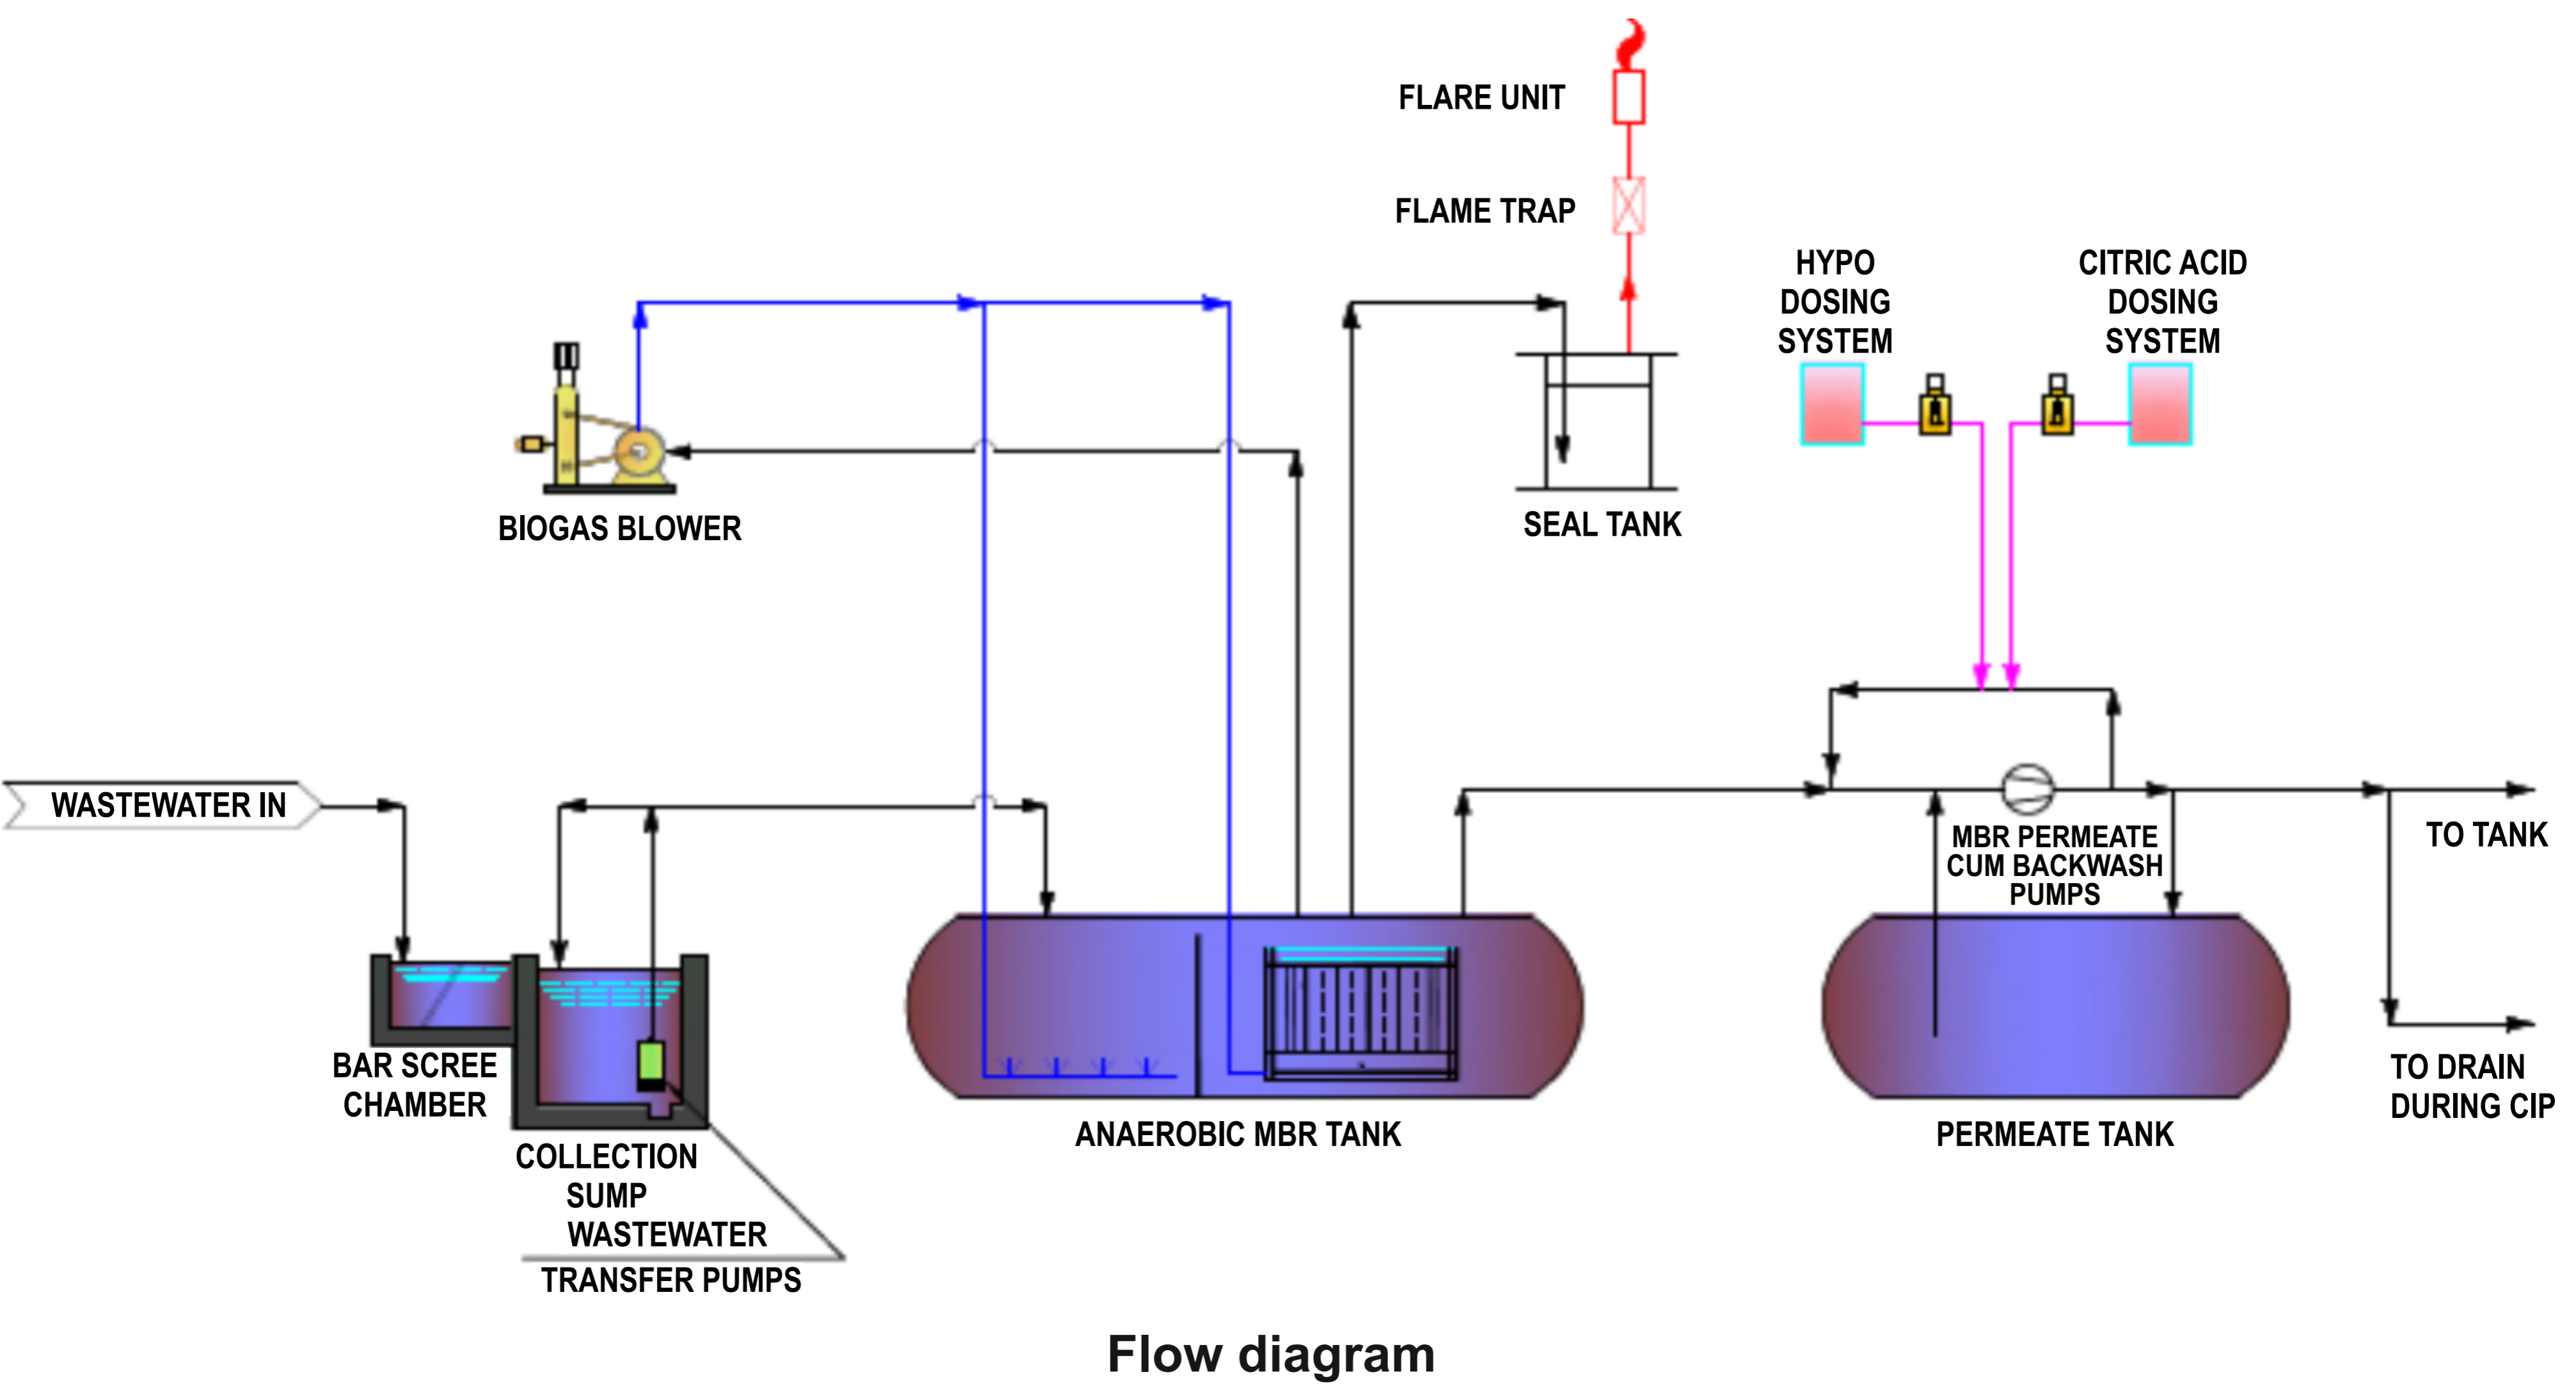 FLARE UNIT
FLAME TRAP
HYPO
DOSING
SYSTEM
CITRIC ACID
DOSING
SYSTEM
BIOGAS BLOWER
SEAL TANK
WASTEWATER IN
MBR PERMEATE
CUM BACKWASH
PUMPS
TO TANK
BAR SCREE
CHAMBER
COLLECTION
SUMP
WASTEWATER
TRANSFER PUMPS
ANAEROBIC MBR TANK
PERMEATE TANK
TO DRAIN
DURING CIP
Flow diagram